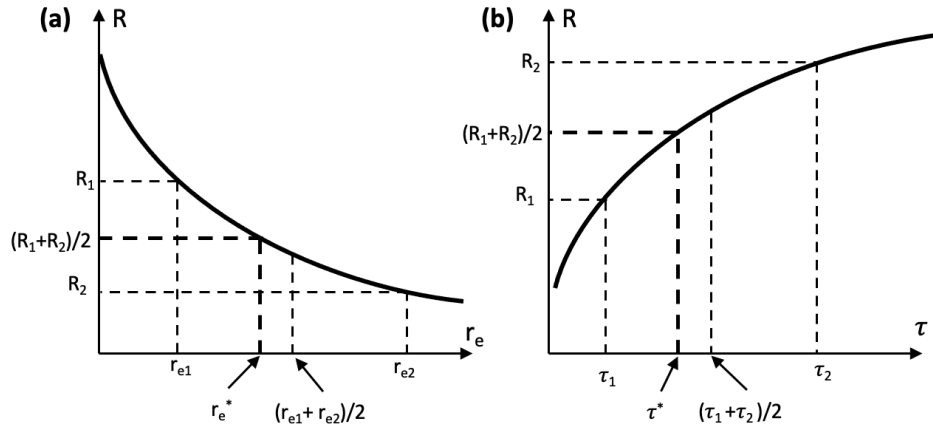 (a)
R
R₁
(R₁+R₂)/2
R₂
rₑ
rₑ₁
rₑ₂
rₑ*
(rₑ₁+ rₑ₂)/2
(b)
R
R₂
(R₁+R₂)/2
R₁
τ
τ₁
τ₂
τ*
(τ₁+τ₂)/2